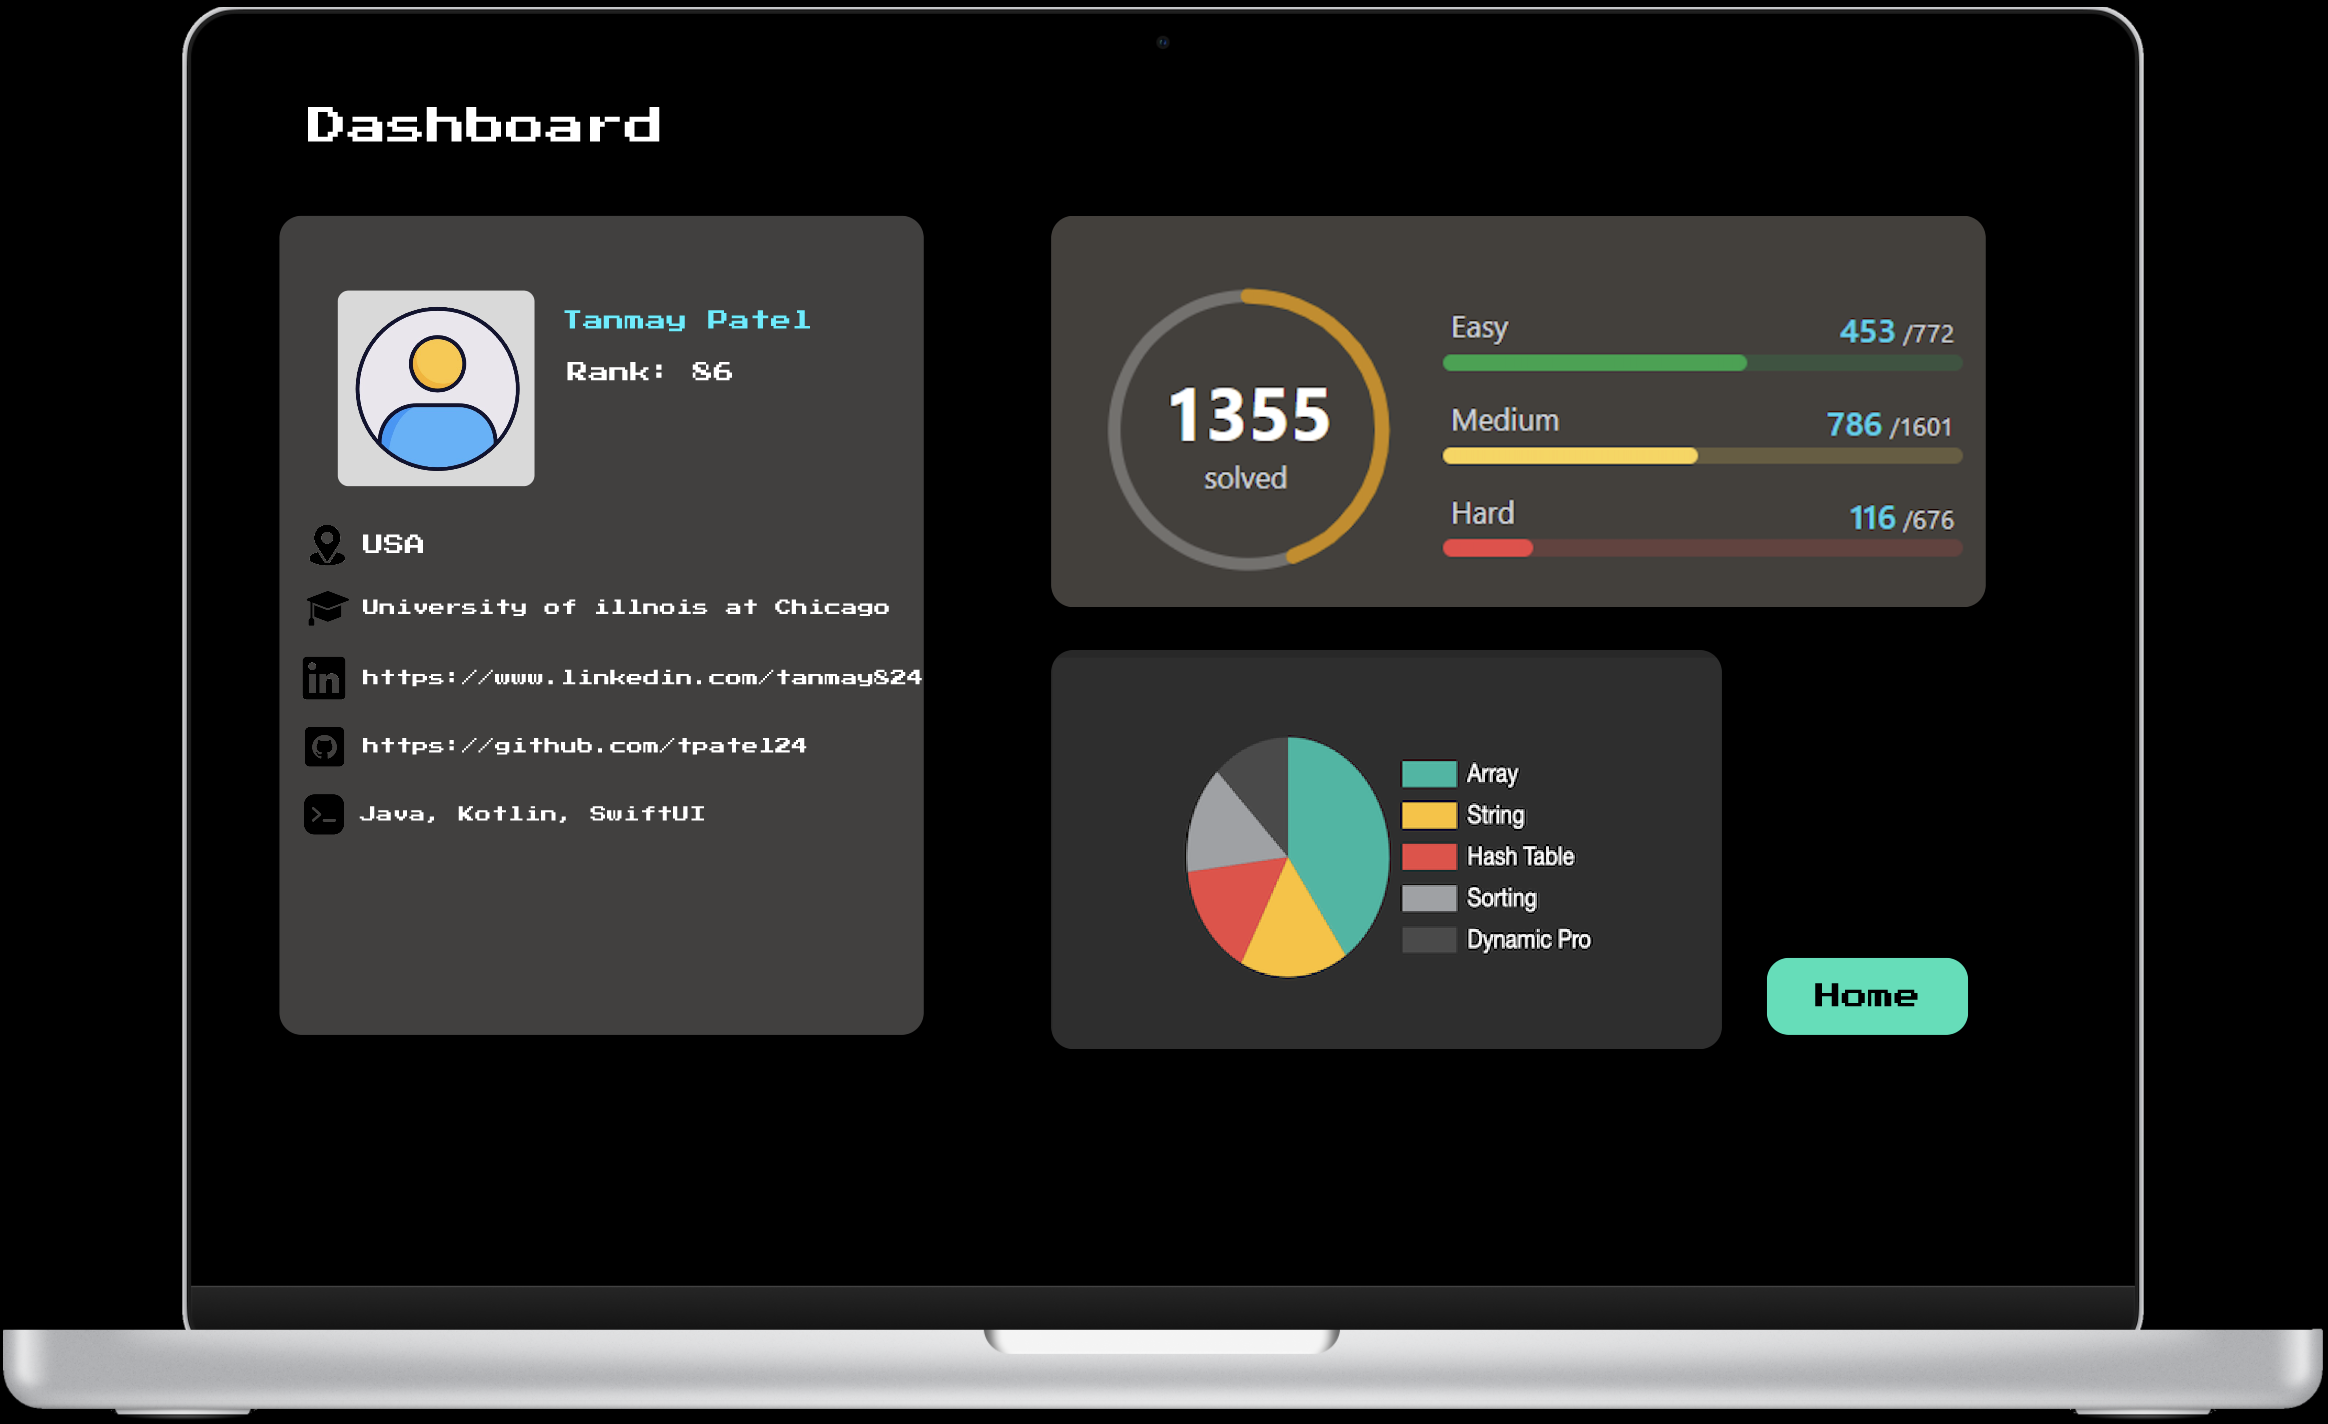 Dashboard
Tanmay Patel
Rank: 86
USA
University of illnois at Chicago
in
https://www.linkedin.com/tanmay824
https://github.com/tpatel24
>_
Java, Kotlin, SwiftUI
1355
solved
Easy 453 /772
Medium 786 /1601
Hard 116 /676
Array
String
Hash Table
Sorting
Dynamic Pro
Home